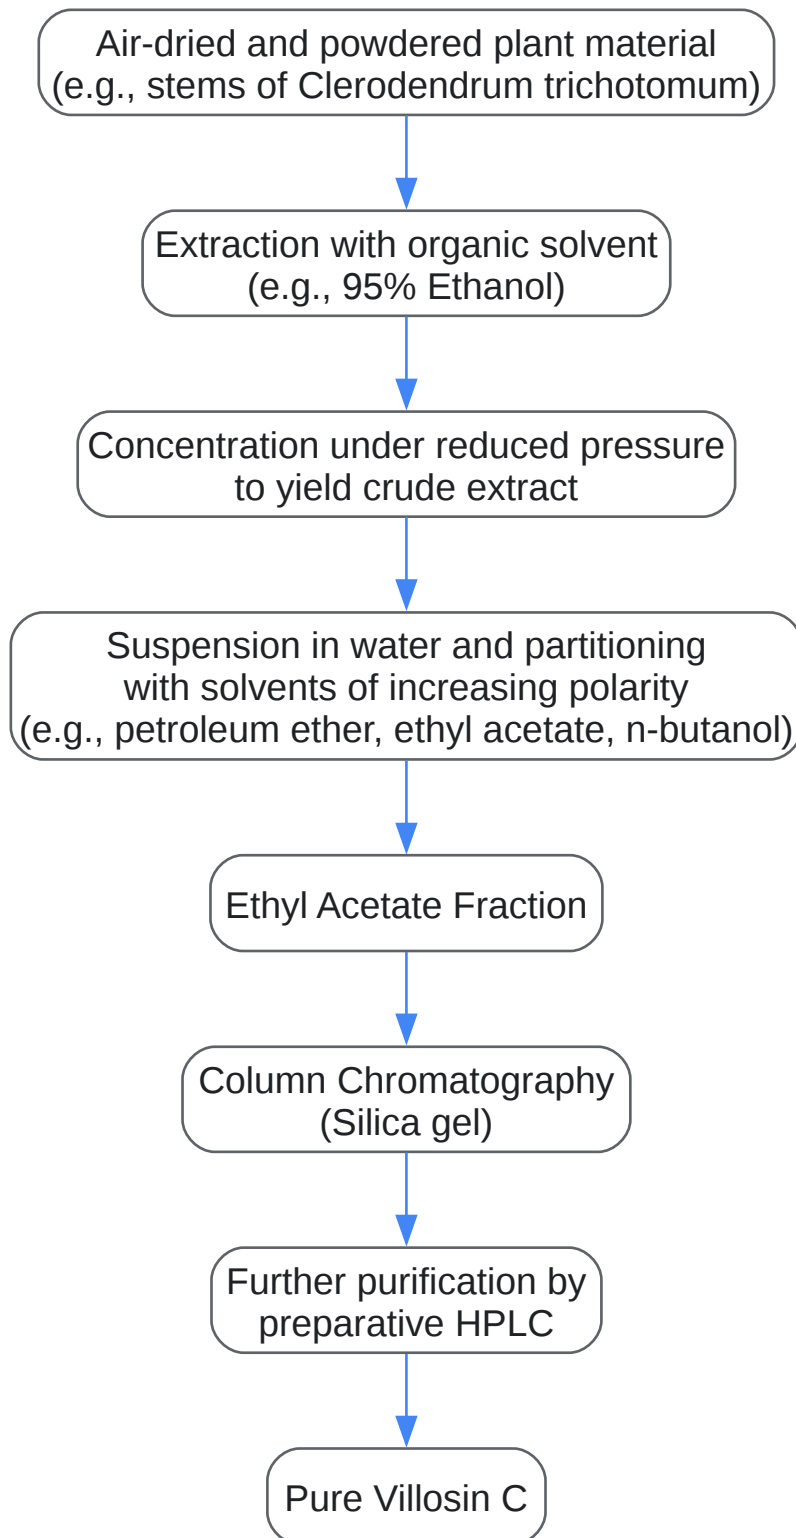 Air-dried and powdered plant material
(e.g., stems of Clerodendrum trichotomum)
Extraction with organic solvent
(e.g., 95% Ethanol)
Concentration under reduced pressure
to yield crude extract
Suspension in water and partitioning
with solvents of increasing polarity
(e.g., petroleum ether, ethyl acetate, n-butanol)
Ethyl Acetate Fraction
Column Chromatography
(Silica gel)
Further purification by
preparative HPLC
Pure Villosin C